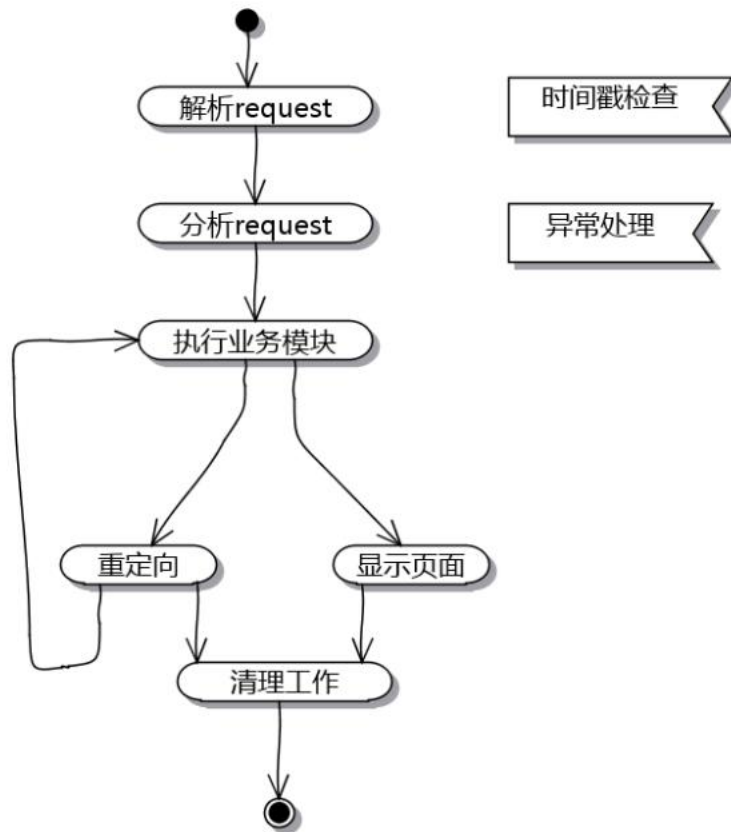 解析request
时间戳检查
分析request
异常处理
执行业务模块
重定向
显示页面
清理工作